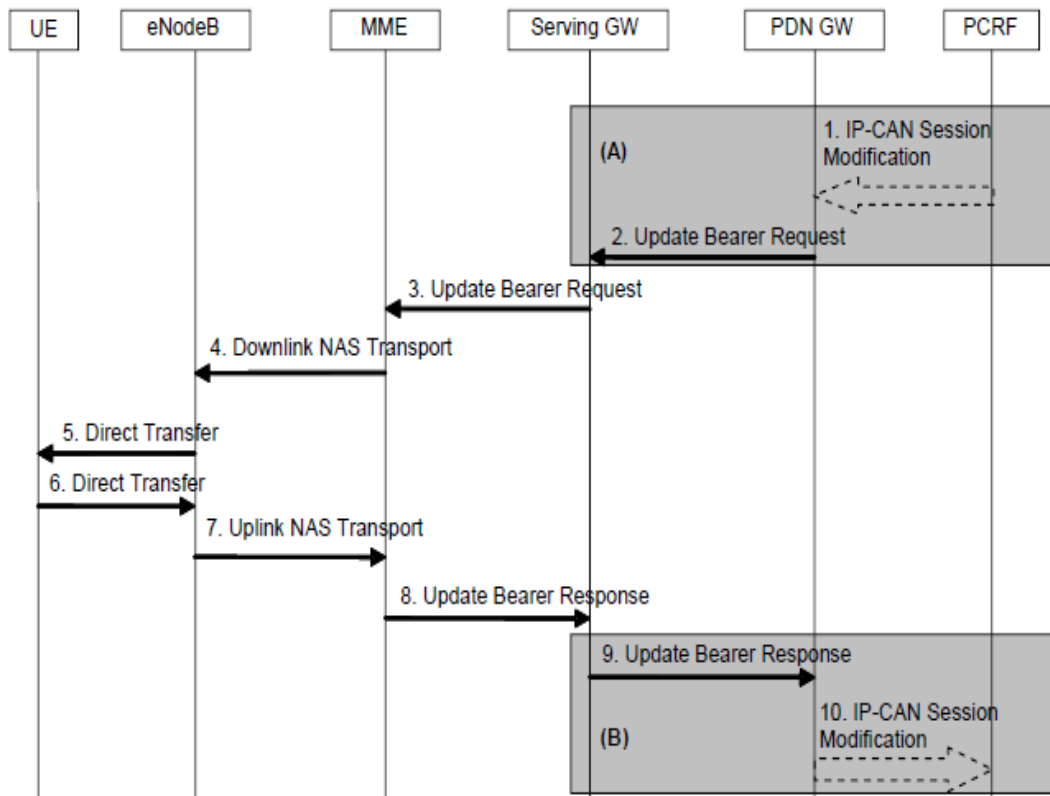 UE
eNodeB
MME
Serving GW
PDN GW
PCRF
(A)
1. IP-CAN Session
Modification
2. Update Bearer Request
3. Update Bearer Request
4. Downlink NAS Transport
5. Direct Transfer
6. Direct Transfer
7. Uplink NAS Transport
8. Update Bearer Response
9. Update Bearer Response
(B)
10. IP-CAN Session
Modification